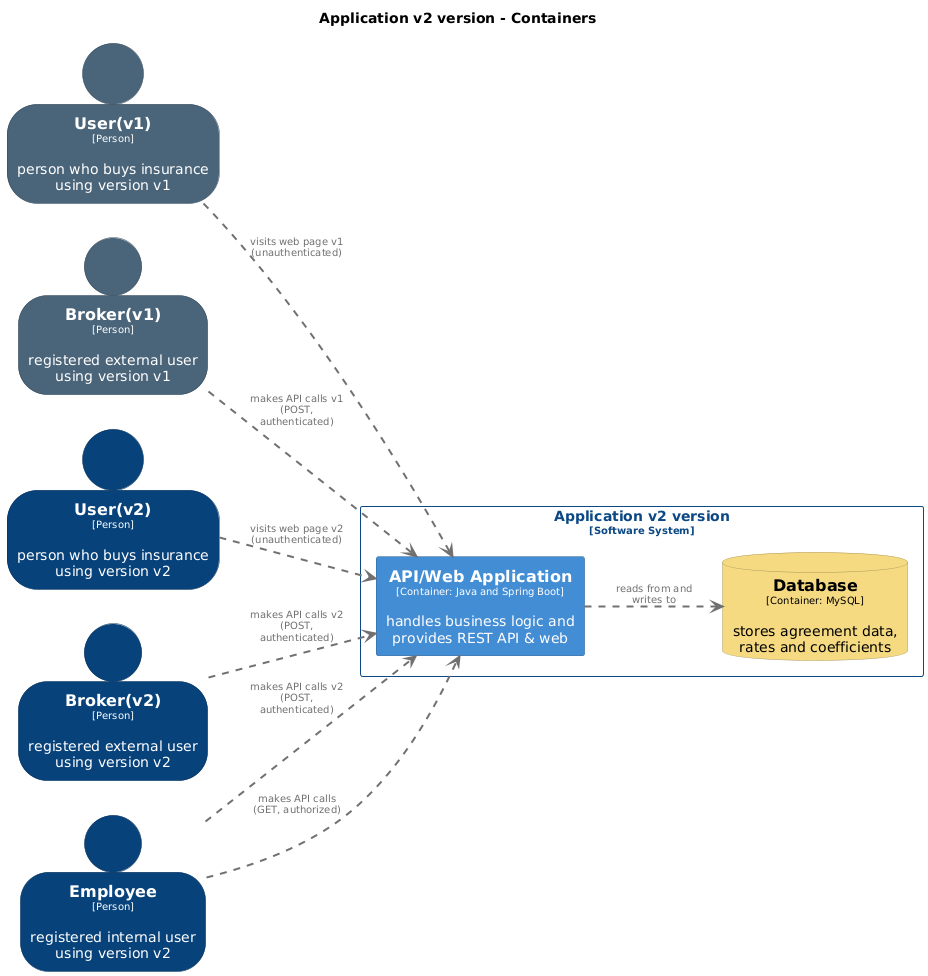 Application v2 version - Containers
User(v1)
[Person]
person who buys insurance
using version v1
visits web page v1
(unauthenticated)
Broker(v1)
[Person]
registered external user
using version v1
makes API calls v1
(POST,
authenticated)
User(v2)
[Person]
person who buys insurance
using version v2
visits web page v2
(unauthenticated)
Application v2 version
[Software System]
API/Web Application
[Container: Java and Spring Boot]
handles business logic and
provides REST API & web
reads from and
writes to
Database
[Container: MySQL]
stores agreement data,
rates and coefficients
makes API calls v2
(POST,
authenticated)
Broker(v2)
[Person]
registered external user
using version v2
makes API calls v2
(POST,
authenticated)
makes API calls
(GET, authorized)
Employee
[Person]
registered internal user
using version v2